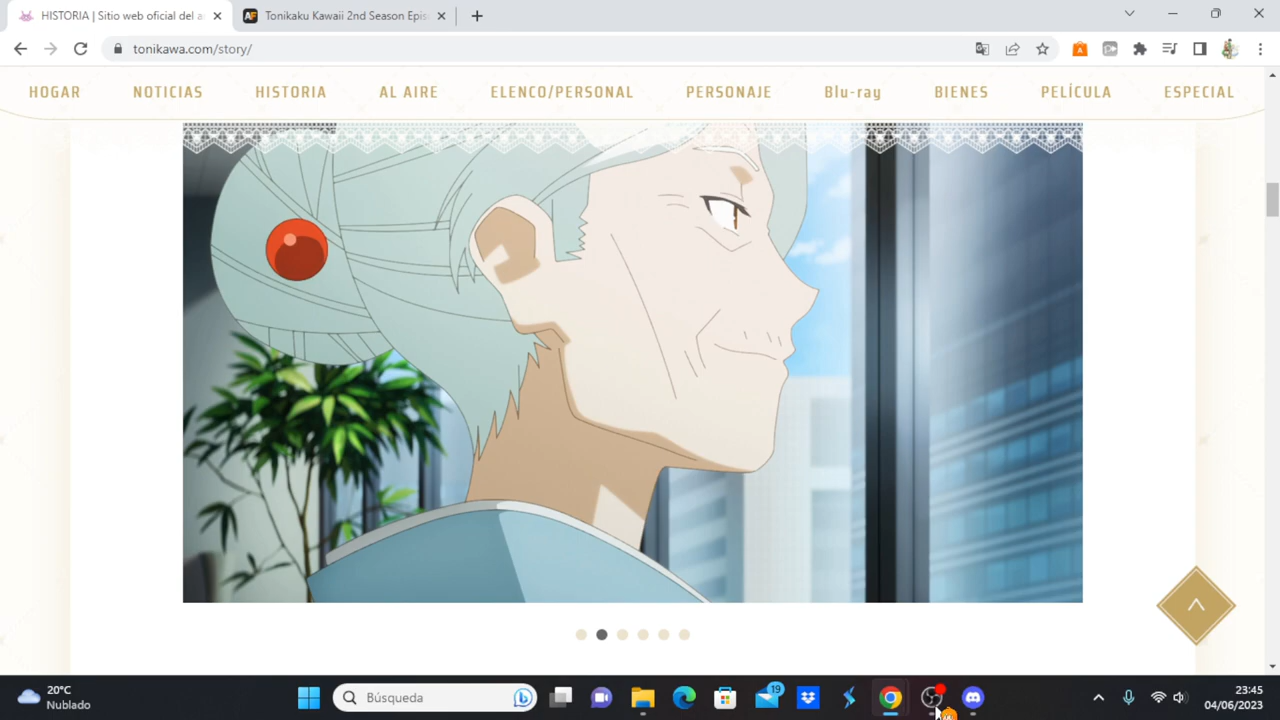 HISTORIA | Sitio web oficial del a
Tonikaku Kawaii 2nd Season Epis
tonikawa.com/story/
HOGAR NOTICIAS HISTORIA AL AIRE ELENCO/PERSONAL PERSONAJE Blu-ray BIENES PELÍCULA ESPECIAL
20°C
Nublado
Búsqueda
19
23:45
04/06/2023